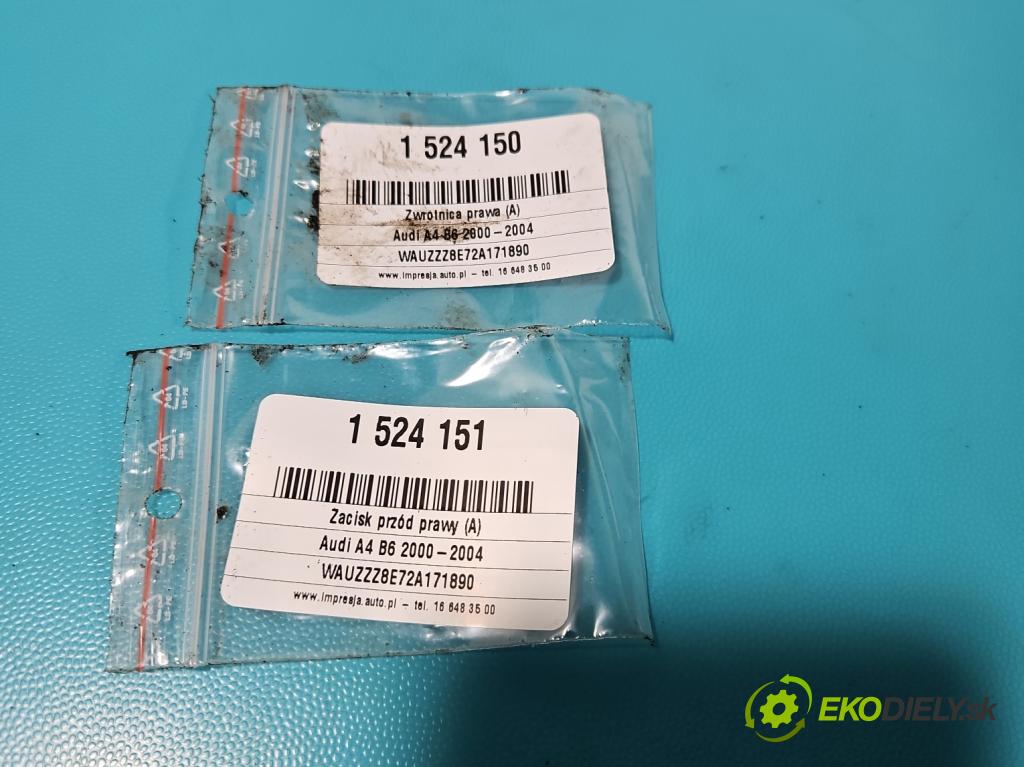 1 524 150
Zwrotnica prawa (A)
Audi A4 B6 2000 – 2004
WAUZZZ8E72A171890
www.impresja.auto.pl – tel. 16 648 35 00
1 524 151
Zacisk przód prawy (A)
Audi A4 B6 2000 – 2004
WAUZZZ8E72A171890
www.impresja.auto.pl – tel. 16 648 35 00
EKODIELY.sk